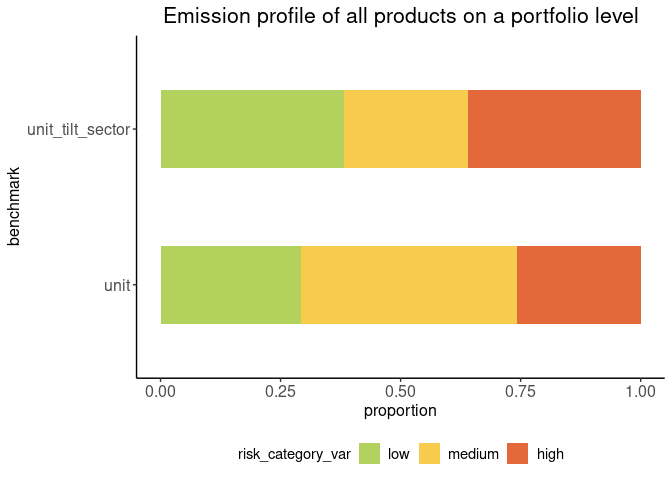 Emission profile of all products on a portfolio level
benchmark
unit_tilt_sector
unit
0.00 0.25 0.50 0.75 1.00
proportion
risk_category_var low medium high